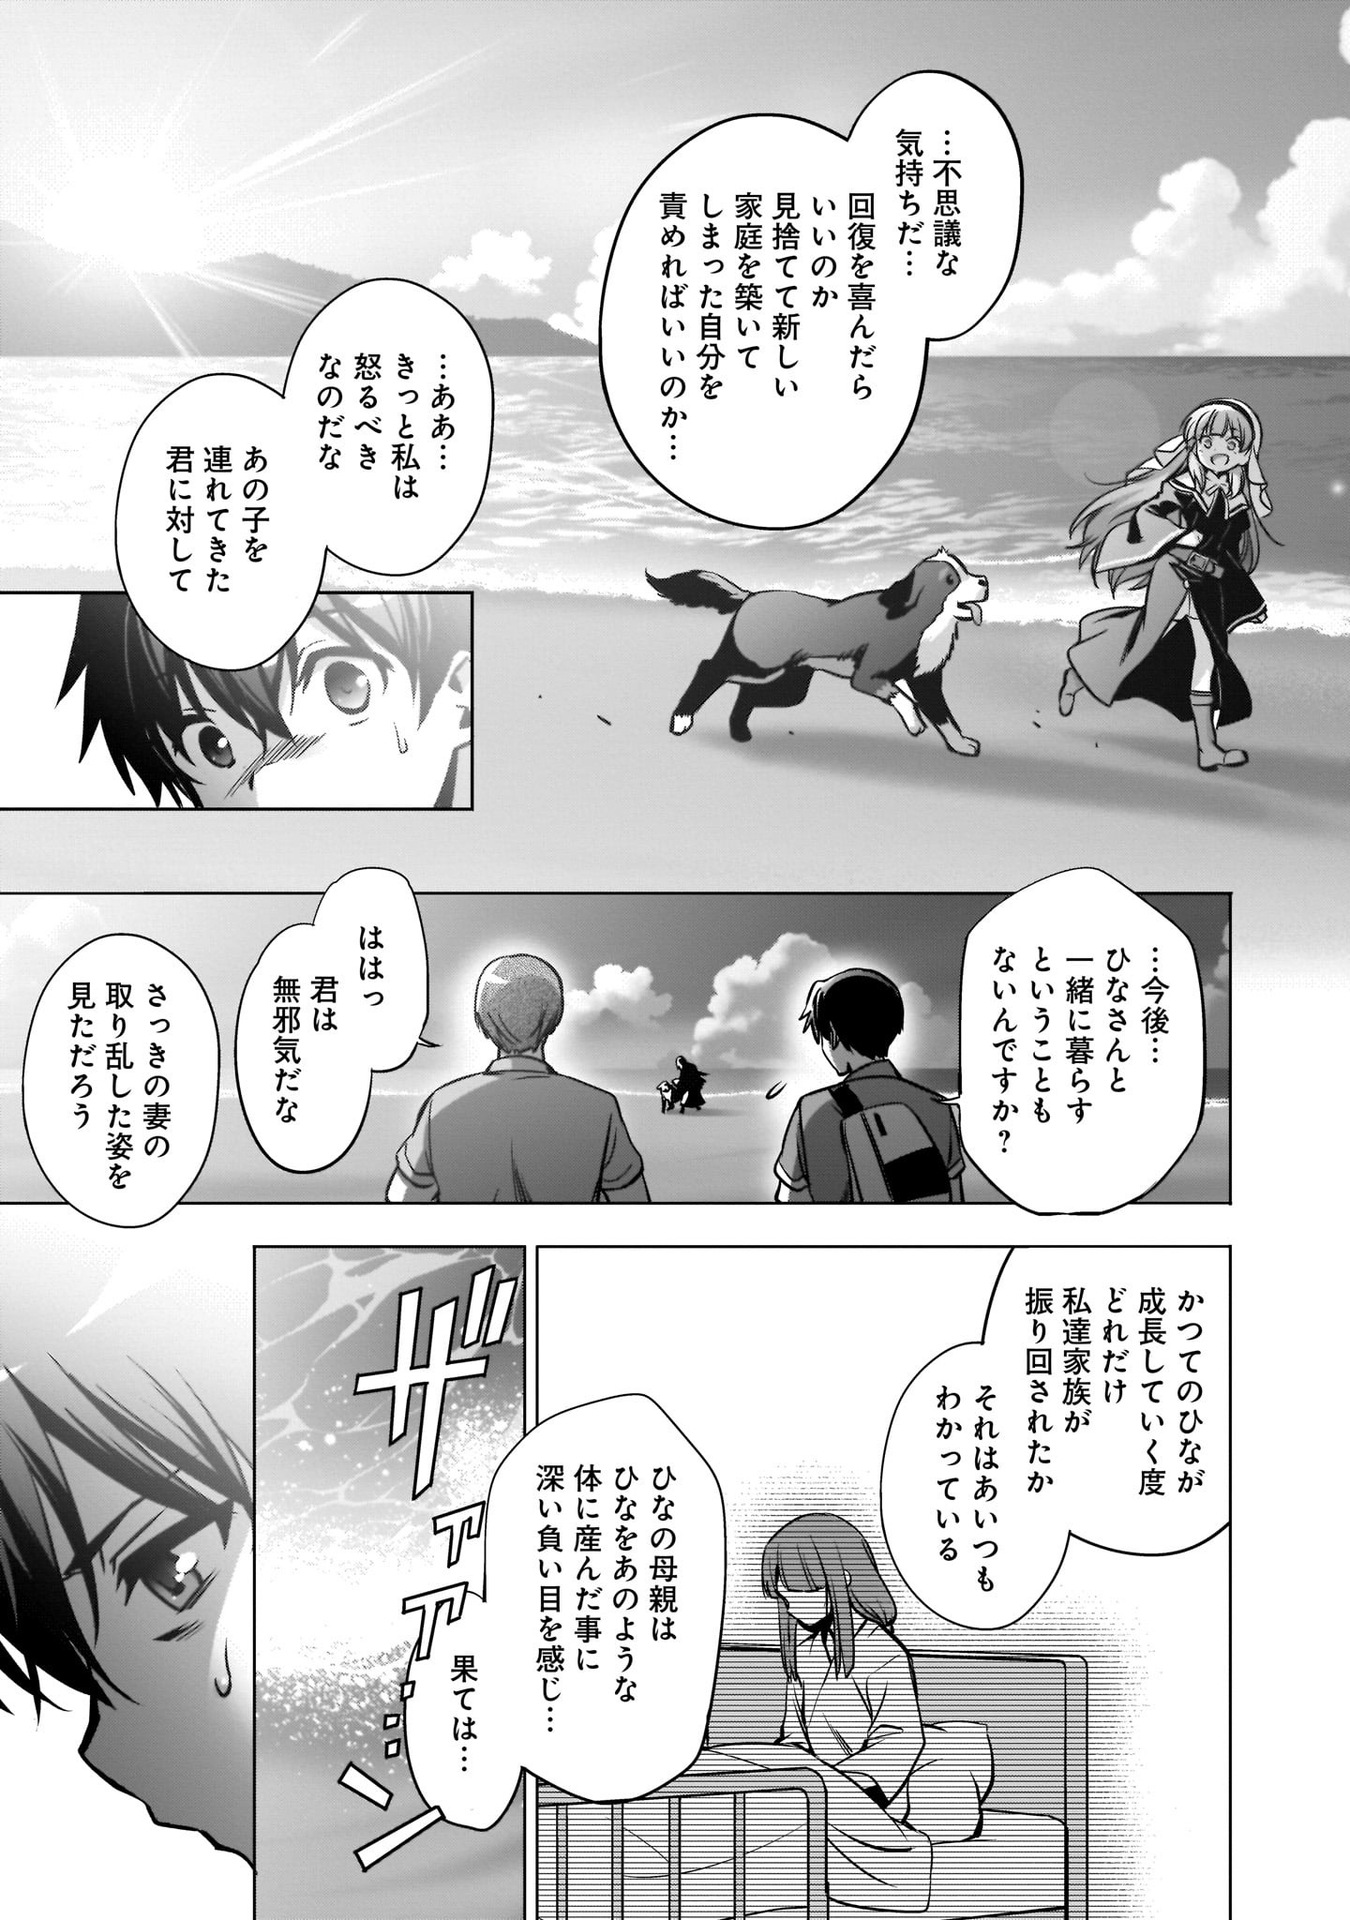 …不思議な
気持ちだ…
回復を喜んだら
いいのか
見捨てて新しい
家庭を築いて
しまった自分を
責めればいいのか…
…ああ…
きっと私は
怒るべき
なのだな
あの子を
連れてきた
君に対して
…今後…
ひなさんと
一緒に暮らす
ということも
ないんですか?
ははっ
君は
無邪気だな
さっきの妻の
取り乱した姿を
見ただろう
かつてのひなが
成長していく度
どれだけ
私達家族が
振り回されたか
それはあいつも
わかっている
ひなの母親は
ひなをあのような
体に産んだ事に
深い負い目を感じ…
果ては…
ザザァァ…ン